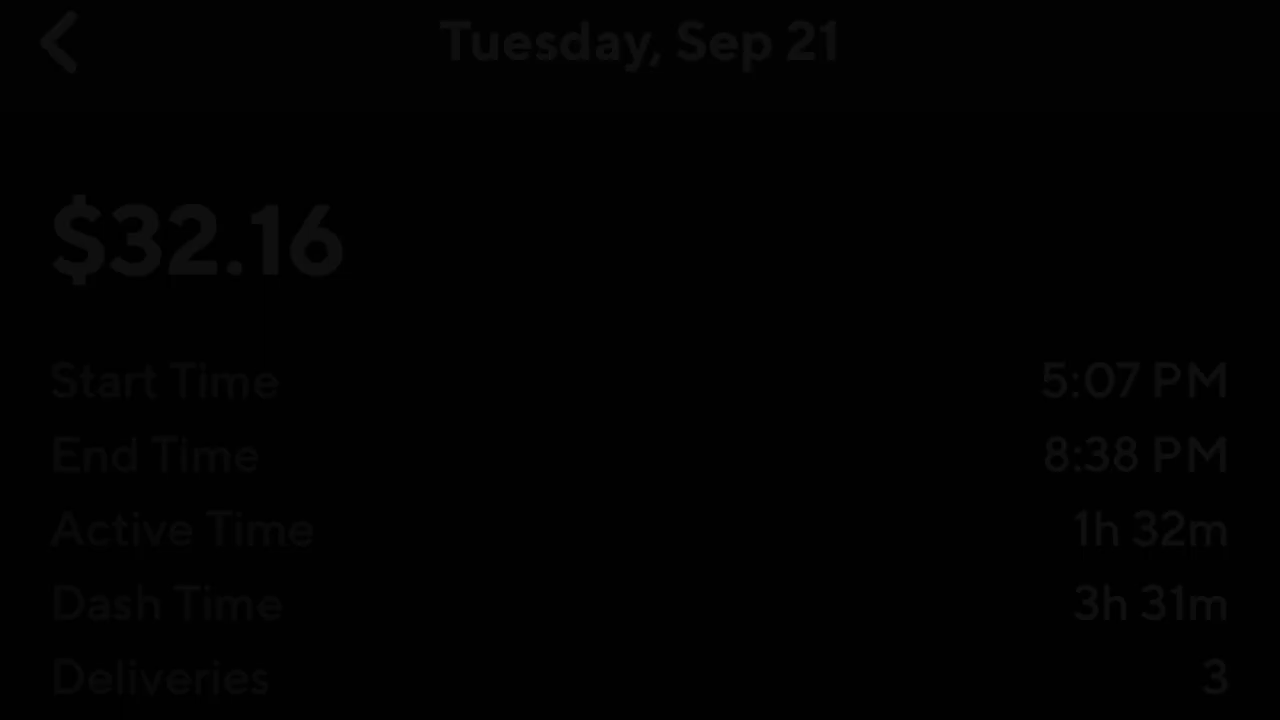 Tuesday, Sep 21
$32.16
Start Time 5:07 PM
End Time 8:38 PM
Active Time 1h 32m
Dash Time 3h 31m
Deliveries 3